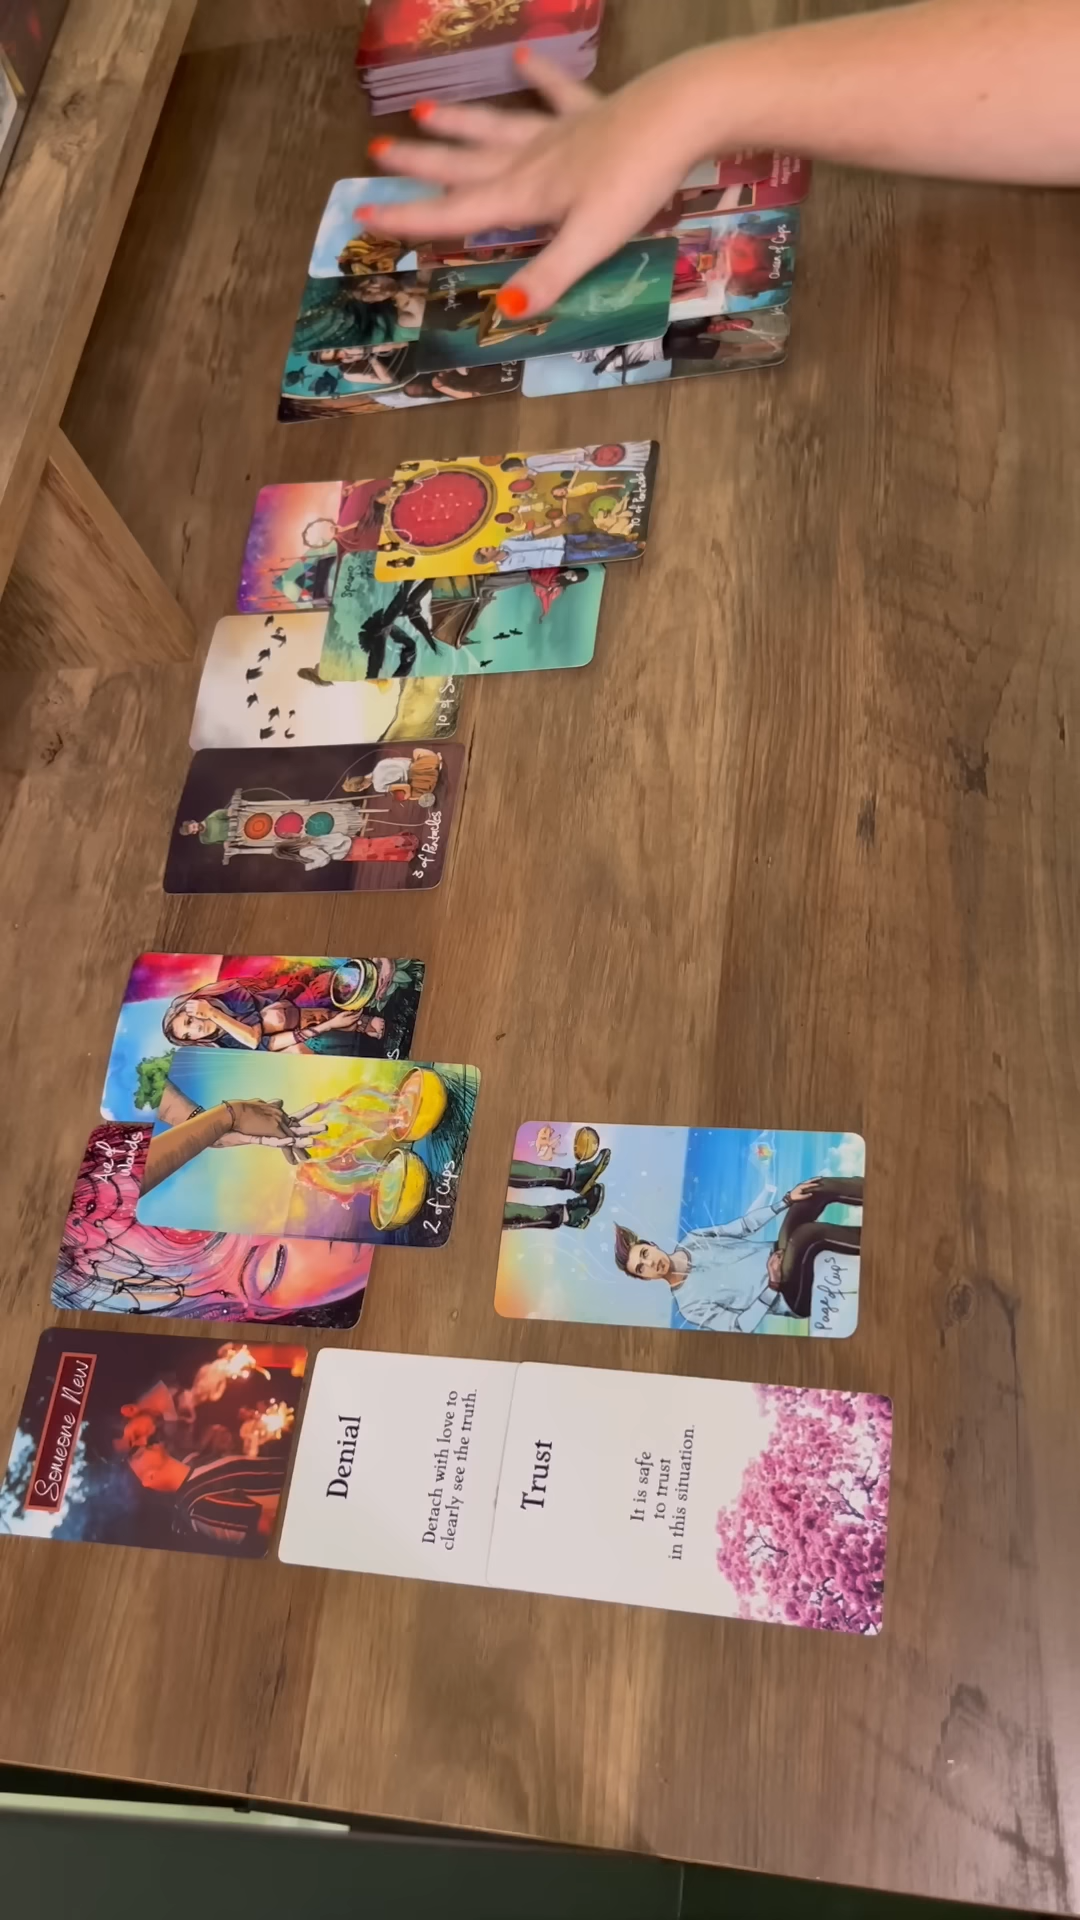 Someone New
Denial
Detach with love to
clearly see the truth.
Trust
It is safe
to trust
in this situation.
Ace of
Wands
2 of Cups
Page of Cups
3 of Pentacles
10 of
10 of Pentacles
Queen of Cups